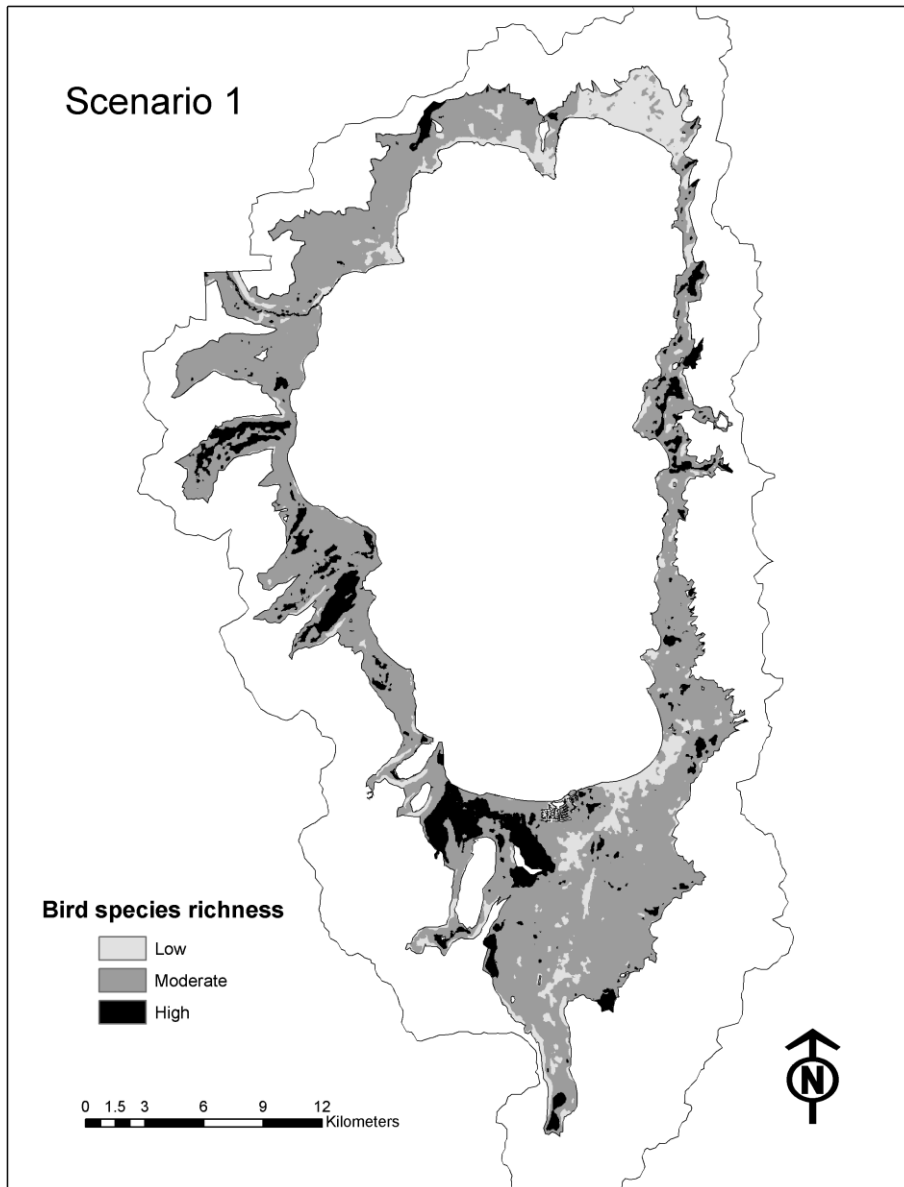 Scenario 1
Bird species richness
Low
Moderate
High
0 1.5 3 6 9 12
Kilometers
N